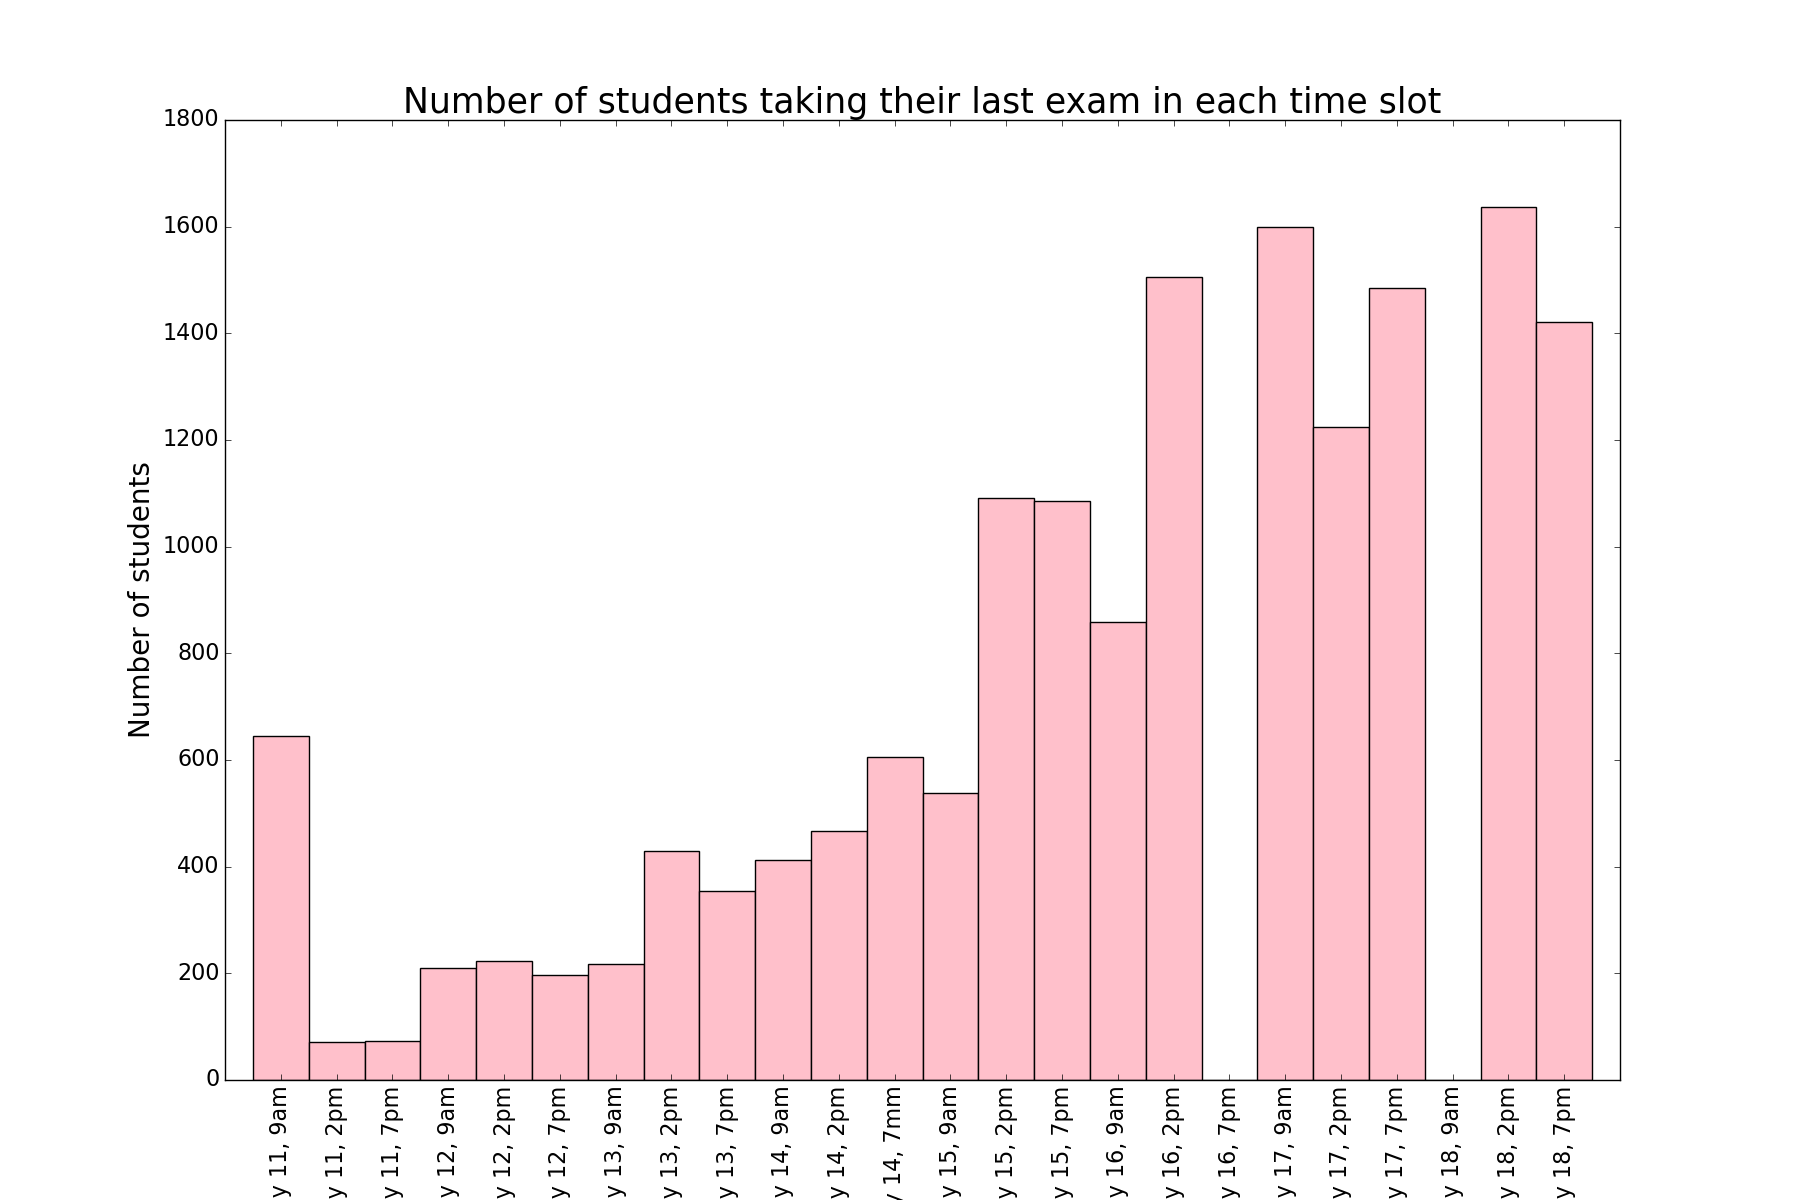 Number of students taking their last exam in each time slot
Number of students
1800
1600
1400
1200
1000
800
600
400
200
0
y 11, 9am
y 11, 2pm
y 11, 7pm
y 12, 9am
y 12, 2pm
y 12, 7pm
y 13, 9am
y 13, 2pm
y 13, 7pm
y 14, 9am
y 14, 2pm
y 14, 7mm
y 15, 9am
y 15, 2pm
y 15, 7pm
y 16, 9am
y 16, 2pm
y 16, 7pm
y 17, 9am
y 17, 2pm
y 17, 7pm
y 18, 9am
y 18, 2pm
y 18, 7pm